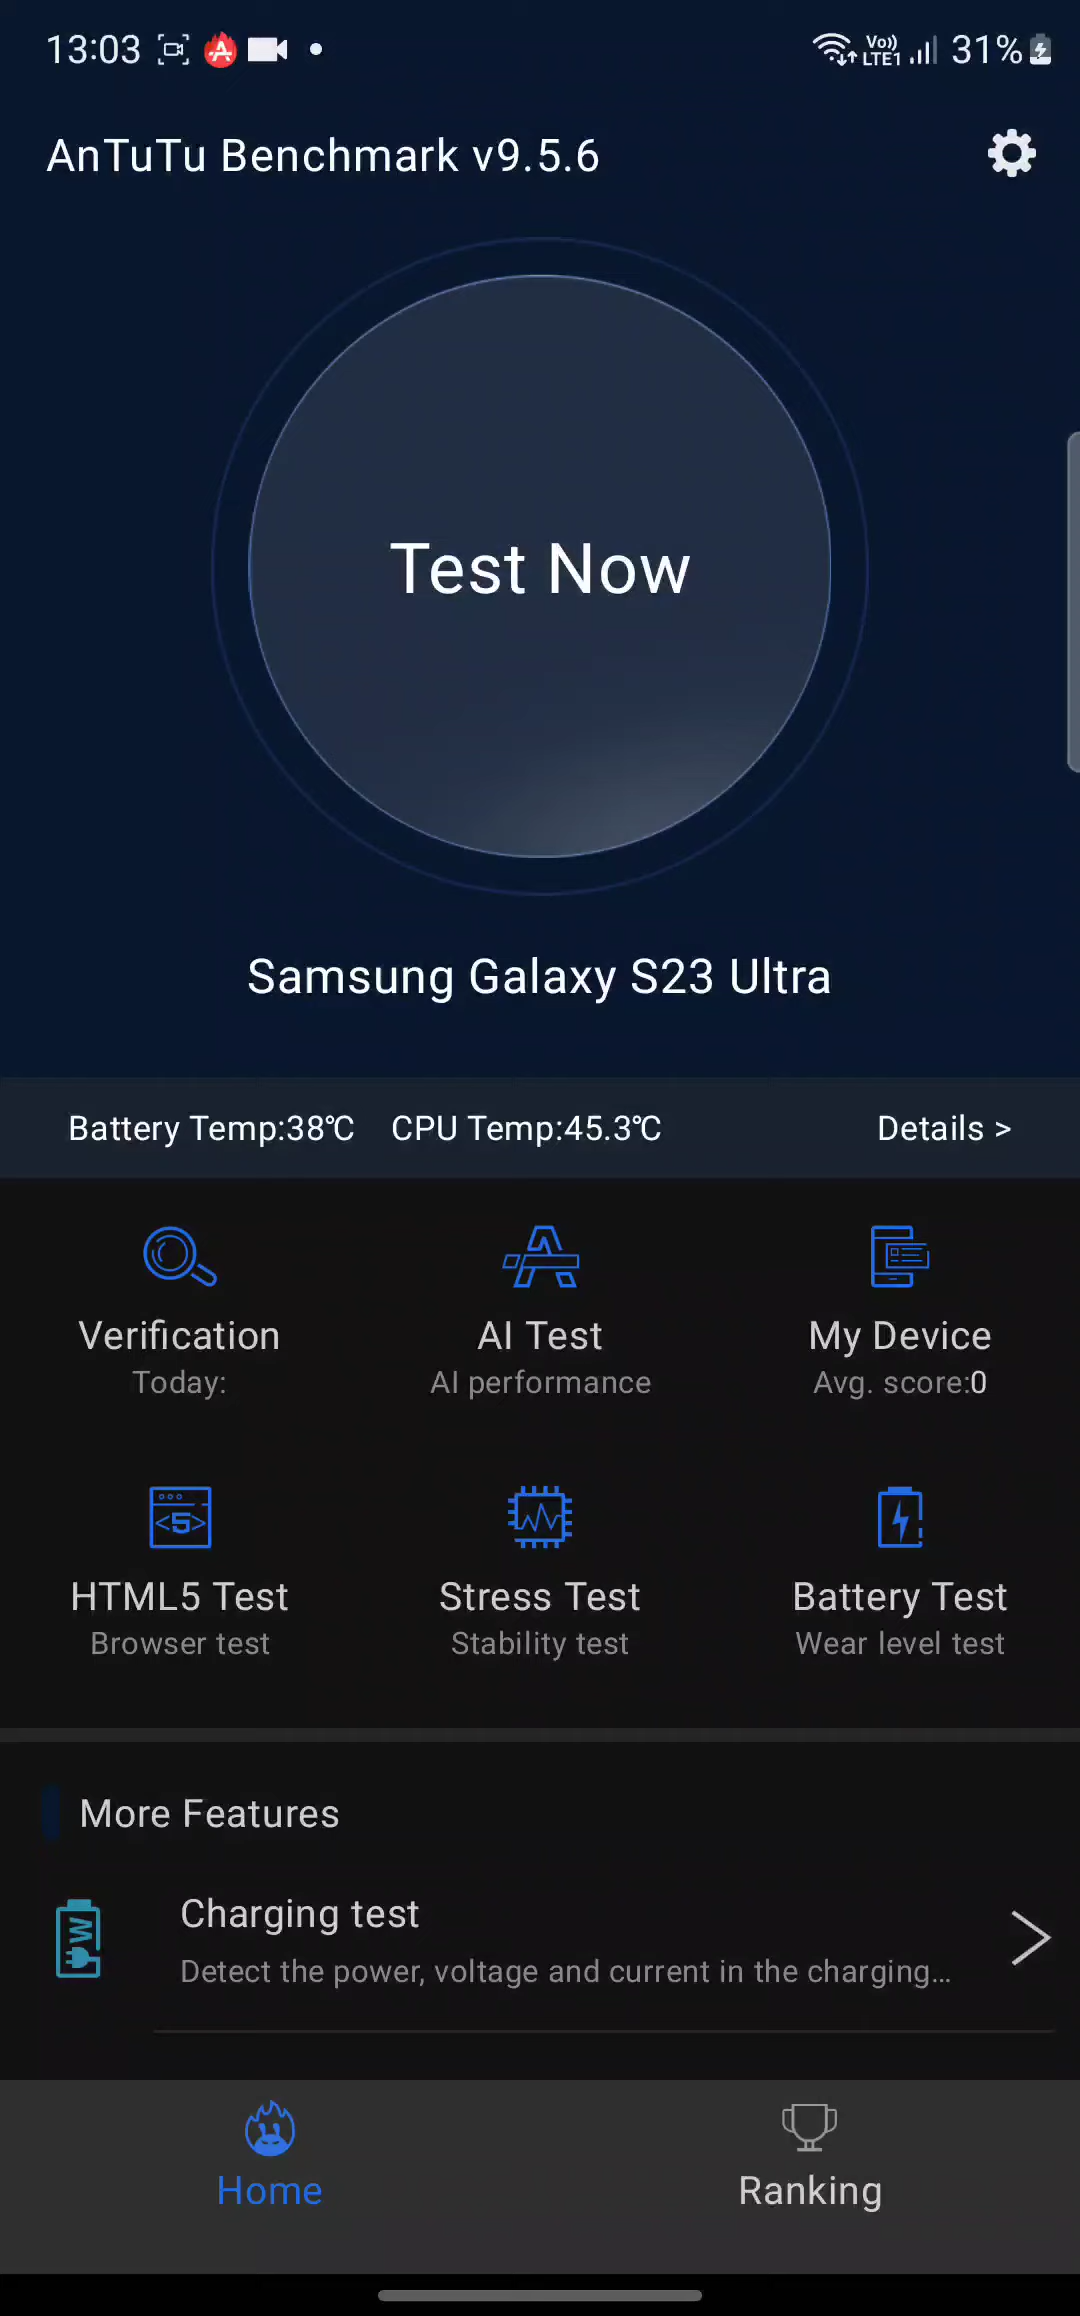 13:03
Vo)) LTE1
31%
AnTuTu Benchmark v9.5.6
Test Now
Samsung Galaxy S23 Ultra
Battery Temp:38℃ CPU Temp:45.3℃ Details >
Verification
Today:
AI Test
AI performance
My Device
Avg. score:0
<5>
HTML5 Test
Browser test
Stress Test
Stability test
Battery Test
Wear level test
More Features
W
Charging test
Detect the power, voltage and current in the charging…
Home
Ranking